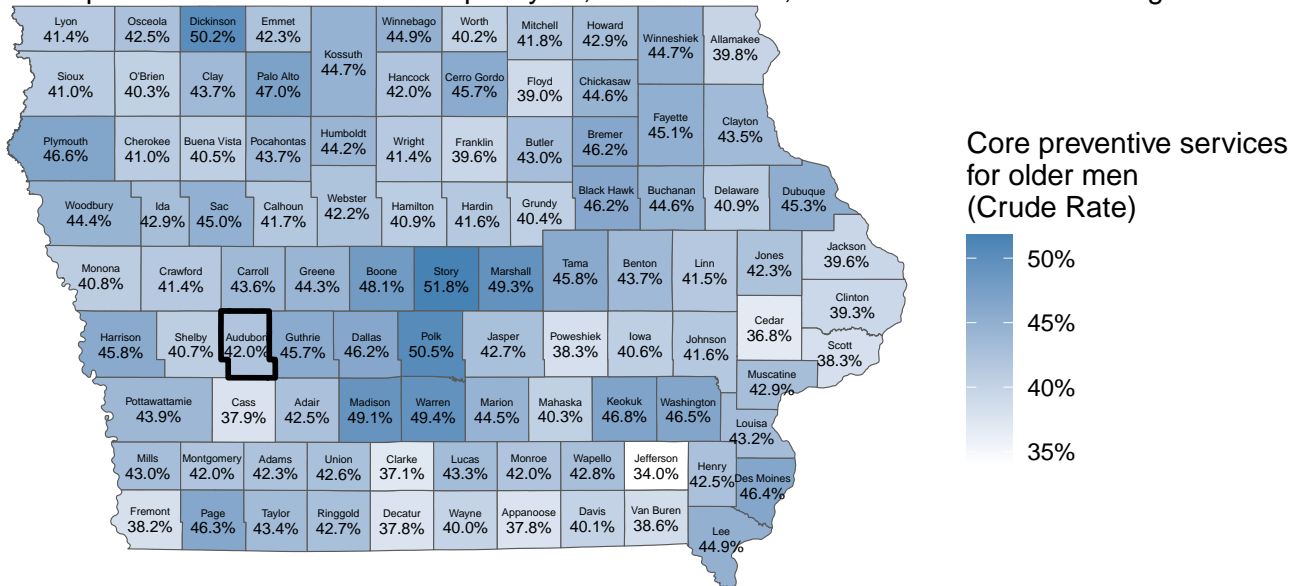 Lyon
41.4%
Osceola
42.5%
Dickinson
50.2%
Emmet
42.3%
Kossuth
44.7%
Winnebago
44.9%
Worth
40.2%
Mitchell
41.8%
Howard
42.9%
Winneshiek
44.7%
Allamakee
39.8%
Sioux
41.0%
O'Brien
40.3%
Clay
43.7%
Palo Alto
47.0%
Hancock
42.0%
Cerro Gordo
45.7%
Floyd
39.0%
Chickasaw
44.6%
Fayette
45.1%
Clayton
43.5%
Plymouth
46.6%
Cherokee
41.0%
Buena Vista
40.5%
Pocahontas
43.7%
Humboldt
44.2%
Wright
41.4%
Franklin
39.6%
Butler
43.0%
Bremer
46.2%
Woodbury
44.4%
Ida
42.9%
Sac
45.0%
Calhoun
41.7%
Webster
42.2%
Hamilton
40.9%
Hardin
41.6%
Grundy
40.4%
Black Hawk
46.2%
Buchanan
44.6%
Delaware
40.9%
Dubuque
45.3%
Monona
40.8%
Crawford
41.4%
Carroll
43.6%
Greene
44.3%
Boone
48.1%
Story
51.8%
Marshall
49.3%
Tama
45.8%
Benton
43.7%
Linn
41.5%
Jones
42.3%
Jackson
39.6%
Clinton
39.3%
Harrison
45.8%
Shelby
40.7%
Audubon
42.0%
Guthrie
45.7%
Dallas
46.2%
Polk
50.5%
Jasper
42.7%
Poweshiek
38.3%
Iowa
40.6%
Johnson
41.6%
Cedar
36.8%
Scott
38.3%
Muscatine
42.9%
Pottawattamie
43.9%
Cass
37.9%
Adair
42.5%
Madison
49.1%
Warren
49.4%
Marion
44.5%
Mahaska
40.3%
Keokuk
46.8%
Washington
46.5%
Louisa
43.2%
Mills
43.0%
Montgomery
42.0%
Adams
42.3%
Union
42.6%
Clarke
37.1%
Lucas
43.3%
Monroe
42.0%
Wapello
42.8%
Jefferson
34.0%
Henry
42.5%
Des Moines
46.4%
Fremont
38.2%
Page
46.3%
Taylor
43.4%
Ringgold
42.7%
Decatur
37.8%
Wayne
40.0%
Appanoose
37.8%
Davis
40.1%
Van Buren
38.6%
Lee
44.9%
Core preventive services
for older men
(Crude Rate)
50%
45%
40%
35%